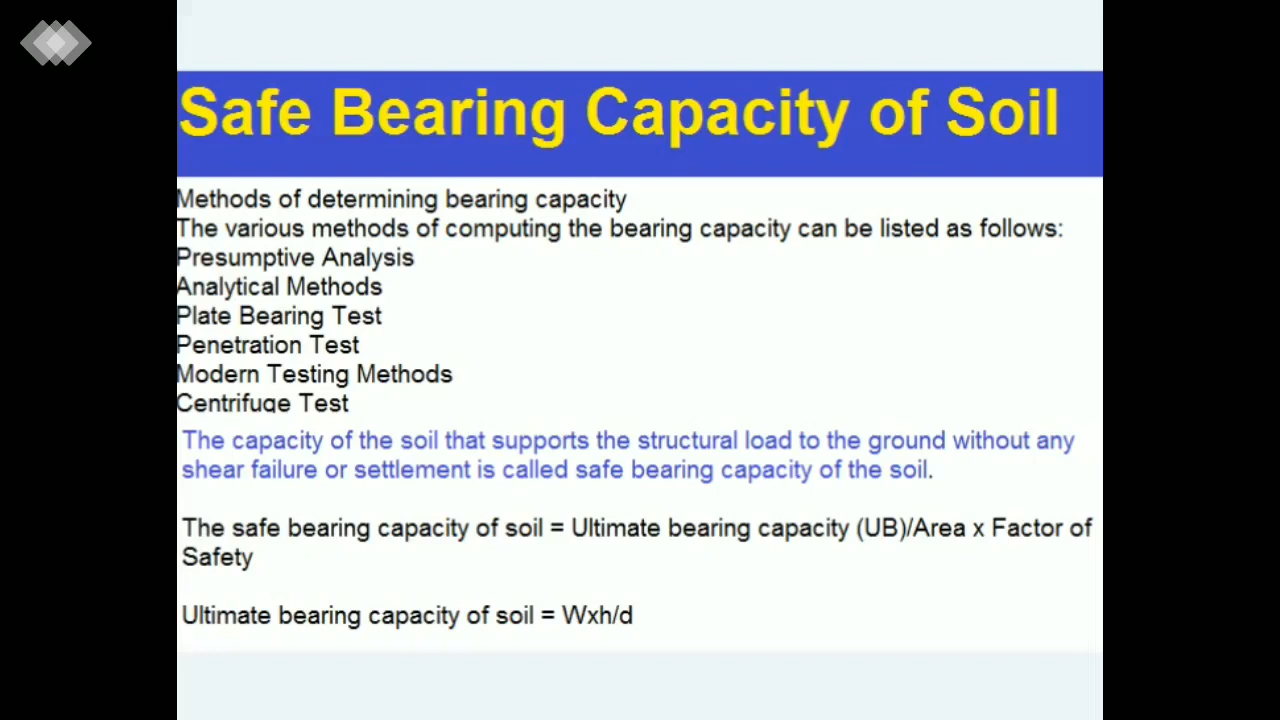 Safe Bearing Capacity of Soil
Methods of determining bearing capacity
The various methods of computing the bearing capacity can be listed as follows:
Presumptive Analysis
Analytical Methods
Plate Bearing Test
Penetration Test
Modern Testing Methods
Centrifuge Test
The capacity of the soil that supports the structural load to the ground without any
shear failure or settlement is called safe bearing capacity of the soil.
The safe bearing capacity of soil = Ultimate bearing capacity (UB)/Area x Factor of
Safety
Ultimate bearing capacity of soil = Wxh/d